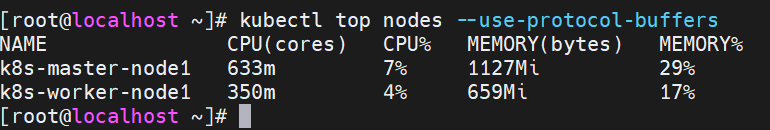 [root@localhost ~]# kubectl top nodes --use-protocol-buffers
NAME CPU(cores) CPU% MEMORY(bytes) MEMORY%
k8s-master-node1 633m 7% 1127Mi 29%
k8s-worker-node1 350m 4% 659Mi 17%
[root@localhost ~]#